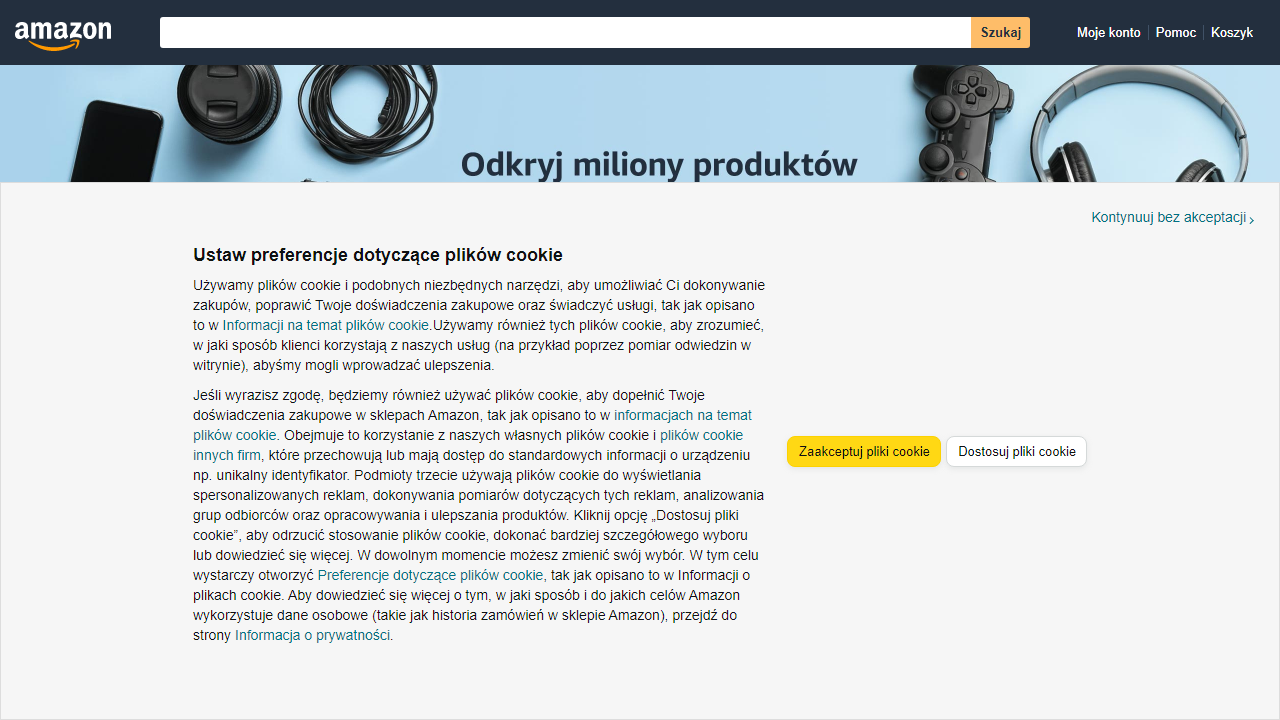 amazon
Szukaj
Moje konto
Pomoc
Koszyk
Odkryj miliony produktów
Kontynuuj bez akceptacji ›
Ustaw preferencje dotyczące plików cookie
Używamy plików cookie i podobnych niezbędnych narzędzi, aby umożliwiać Ci dokonywanie
zakupów, poprawić Twoje doświadczenia zakupowe oraz świadczyć usługi, tak jak opisano
to w Informacji na temat plików cookie.Używamy również tych plików cookie, aby zrozumieć,
w jaki sposób klienci korzystają z naszych usług (na przykład poprzez pomiar odwiedzin w
witrynie), abyśmy mogli wprowadzać ulepszenia.
Jeśli wyrazisz zgodę, będziemy również używać plików cookie, aby dopełnić Twoje
doświadczenia zakupowe w sklepach Amazon, tak jak opisano to w informacjach na temat
plików cookie. Obejmuje to korzystanie z naszych własnych plików cookie i plików cookie
innych firm, które przechowują lub mają dostęp do standardowych informacji o urządzeniu
np. unikalny identyfikator. Podmioty trzecie używają plików cookie do wyświetlania
spersonalizowanych reklam, dokonywania pomiarów dotyczących tych reklam, analizowania
grup odbiorców oraz opracowywania i ulepszania produktów. Kliknij opcję „Dostosuj pliki
cookie”, aby odrzucić stosowanie plików cookie, dokonać bardziej szczegółowego wyboru
lub dowiedzieć się więcej. W dowolnym momencie możesz zmienić swój wybór. W tym celu
wystarczy otworzyć Preferencje dotyczące plików cookie, tak jak opisano to w Informacji o
plikach cookie. Aby dowiedzieć się więcej o tym, w jaki sposób i do jakich celów Amazon
wykorzystuje dane osobowe (takie jak historia zamówień w sklepie Amazon), przejdź do
strony Informacja o prywatności.
Zaakceptuj pliki cookie
Dostosuj pliki cookie